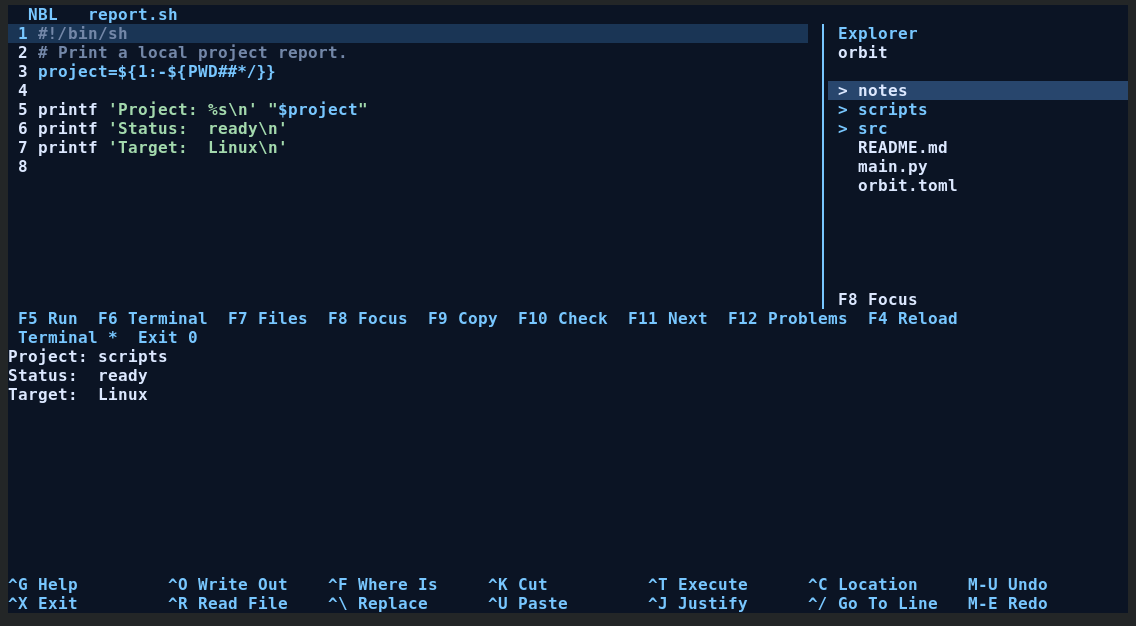 NBL   report.sh
1 #!/bin/sh
2 # Print a local project report.
3 project=${1:-${PWD##*/}}
4
5 printf 'Project: %s\n' "$project"
6 printf 'Status:  ready\n'
7 printf 'Target:  Linux\n'
8
Explorer
orbit
> notes
> scripts
> src
README.md
main.py
orbit.toml
F8 Focus
F5 Run  F6 Terminal  F7 Files  F8 Focus  F9 Copy  F10 Check  F11 Next  F12 Problems  F4 Reload
Terminal *  Exit 0
Project: scripts
Status:  ready
Target:  Linux
^G Help         ^O Write Out    ^F Where Is     ^K Cut          ^T Execute      ^C Location     M-U Undo
^X Exit         ^R Read File    ^\ Replace      ^U Paste        ^J Justify      ^/ Go To Line   M-E Redo